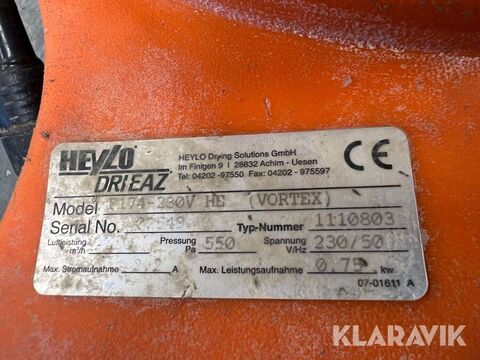 HEYLO
DRI-EAZ
HEYLO Drying Solutions GmbH
Im Finigen 9 I 28832 Achim - Uesen
Tel: 04202 -97550 Fax: 04202 -975597
CE
Model F174-230V HE (VORTEX)
Serial No. Typ-Nummer 1110803
Luftleistung m³/h Pressung Pa 550 Spannung V/Hz 230/50
Max. Stromaufnahme A Max. Leistungsaufnahme 0.75 kw
07-01611 A
KLARAVIK